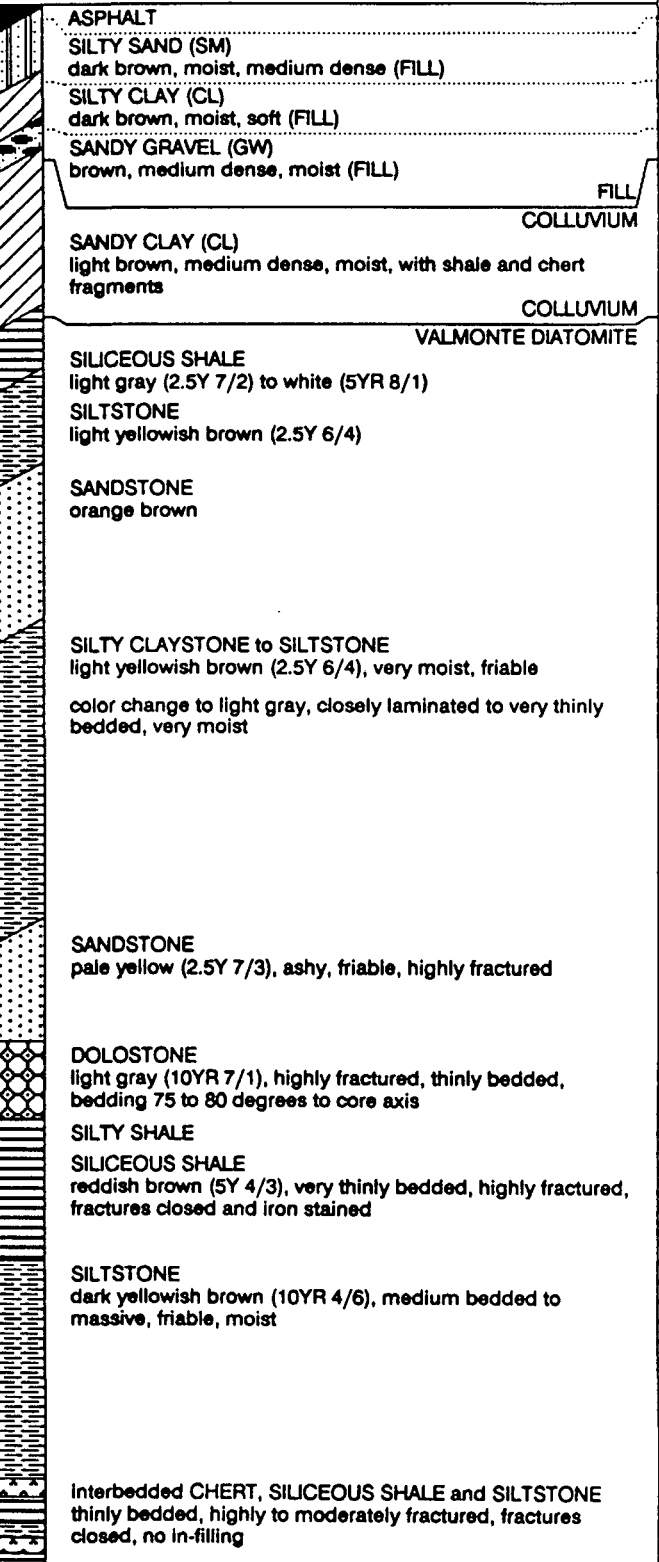 ASPHALT
SILTY SAND (SM)
dark brown, moist, medium dense (FILL)
SILTY CLAY (CL)
dark brown, moist, soft (FILL)
SANDY GRAVEL (GW)
brown, medium dense, moist (FILL)
FILL
COLLUVIUM
SANDY CLAY (CL)
light brown, medium dense, moist, with shale and chert
fragments
COLLUVIUM
VALMONTE DIATOMITE
SILICEOUS SHALE
light gray (2.5Y 7/2) to white (5YR 8/1)
SILTSTONE
light yellowish brown (2.5Y 6/4)
SANDSTONE
orange brown
SILTY CLAYSTONE to SILTSTONE
light yellowish brown (2.5Y 6/4), very moist, friable
color change to light gray, closely laminated to very thinly
bedded, very moist
SANDSTONE
pale yellow (2.5Y 7/3), ashy, friable, highly fractured
DOLOSTONE
light gray (10YR 7/1), highly fractured, thinly bedded,
bedding 75 to 80 degrees to core axis
SILTY SHALE
SILICEOUS SHALE
reddish brown (5Y 4/3), very thinly bedded, highly fractured,
fractures closed and iron stained
SILTSTONE
dark yellowish brown (10YR 4/6), medium bedded to
massive, friable, moist
interbedded CHERT, SILICEOUS SHALE and SILTSTONE
thinly bedded, highly to moderately fractured, fractures
closed, no in-filling